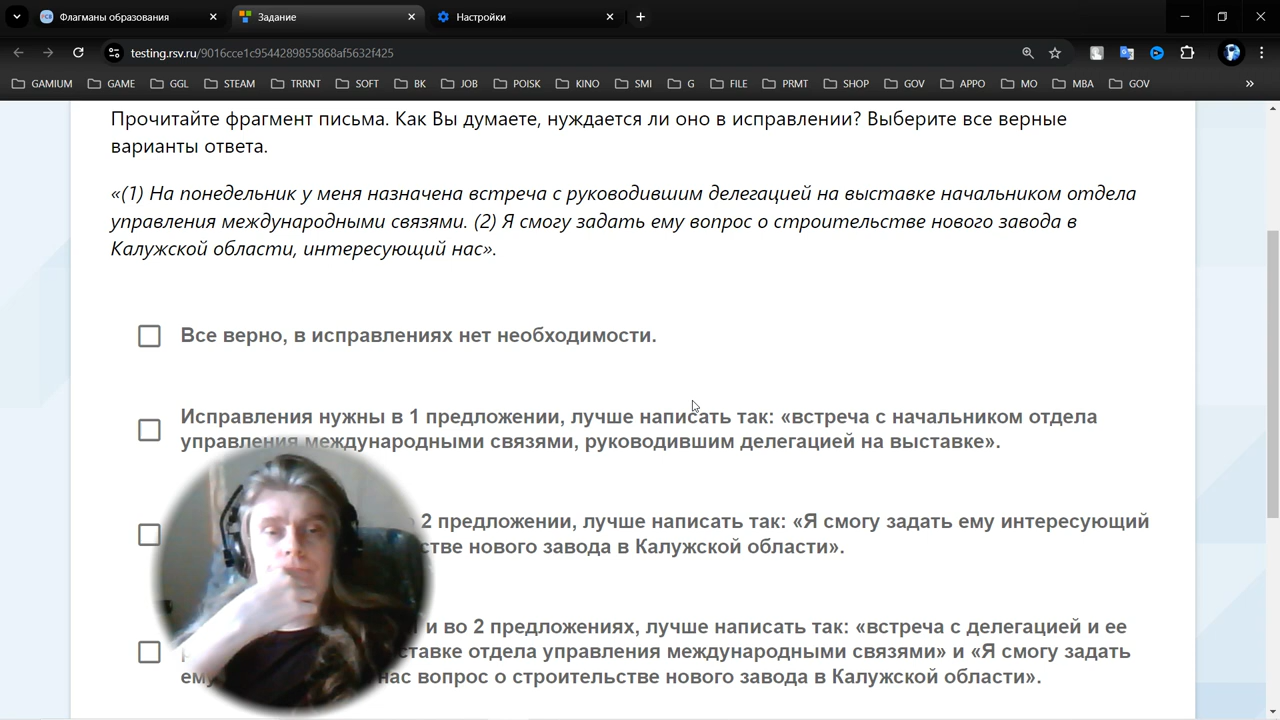 Флагманы образования
Задание
Настройки
testing.rsv.ru/9016cce1c9544289855868af5632f425
GAMIUM GAME GGL STEAM TRRNT SOFT BK JOB POISK KINO SMI G FILE PRMT SHOP GOV APPO MO MBA GOV
Прочитайте фрагмент письма. Как Вы думаете, нуждается ли оно в исправлении? Выберите все верные
варианты ответа.
«(1) На понедельник у меня назначена встреча с руководившим делегацией на выставке начальником отдела
управления международными связями. (2) Я смогу задать ему вопрос о строительстве нового завода в
Калужской области, интересующий нас».
Все верно, в исправлениях нет необходимости.
Исправления нужны в 1 предложении, лучше написать так: «встреча с начальником отдела
управления международными связями, руководившим делегацией на выставке».
2 предложении, лучше написать так: «Я смогу задать ему интересующий
нового завода в Калужской области».
и во 2 предложениях, лучше написать так: «встреча с делегацией и ее
отдела управления международными связями» и «Я смогу задать
нас вопрос о строительстве нового завода в Калужской области».